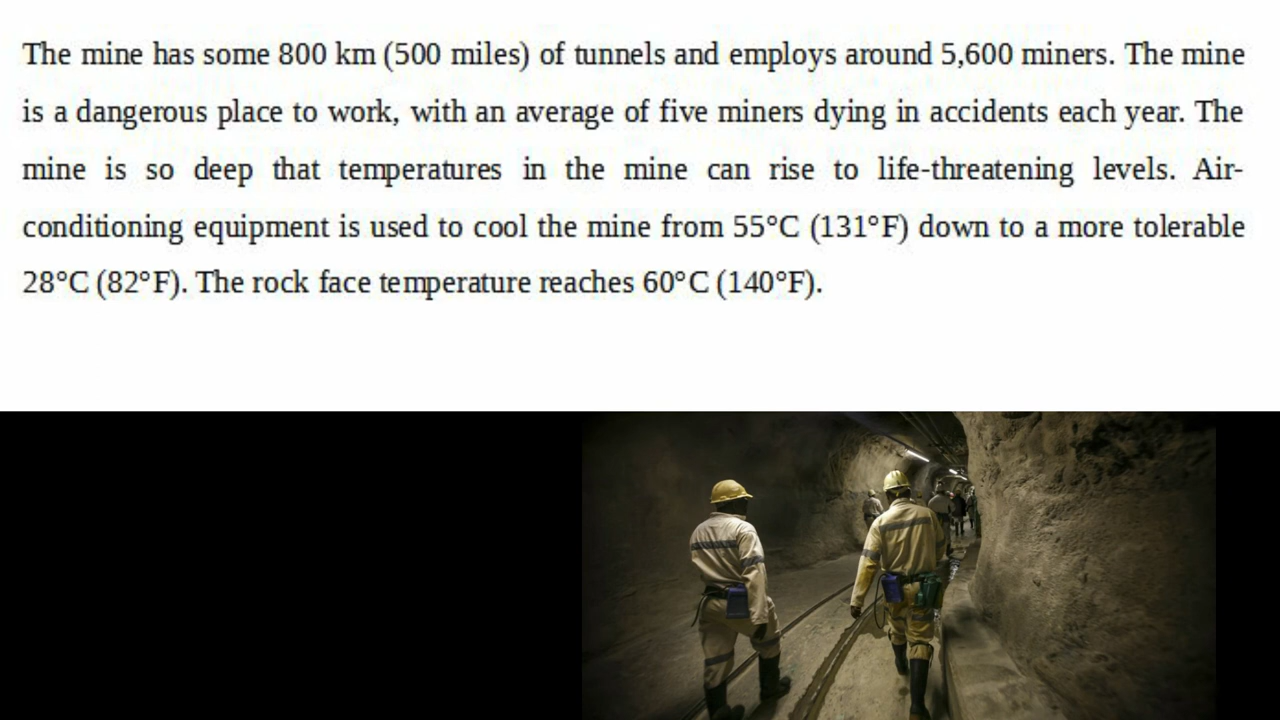 The mine has some 800 km (500 miles) of tunnels and employs around 5,600 miners. The mine
is a dangerous place to work, with an average of five miners dying in accidents each year. The
mine is so deep that temperatures in the mine can rise to life-threatening levels. Air-
conditioning equipment is used to cool the mine from 55°C (131°F) down to a more tolerable
28°C (82°F). The rock face temperature reaches 60°C (140°F).